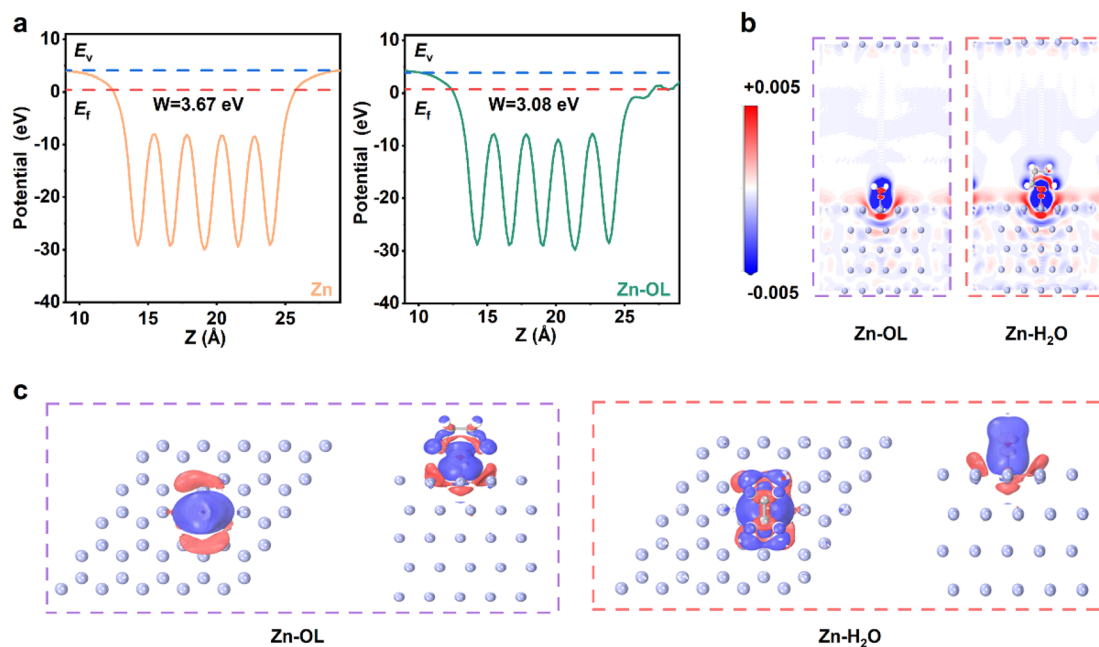 a
10
0
-10
-20
-30
-40
Potential (eV)
Ev
Ef
W=3.67 eV
Zn
10
15
20
25
Z (Å)
10
0
-10
-20
-30
-40
Potential (eV)
Ev
Ef
W=3.08 eV
Zn-OL
10
15
20
25
Z (Å)
b
+0.005
-0.005
Zn-OL
Zn-H₂O
c
Zn-OL
Zn-H₂O